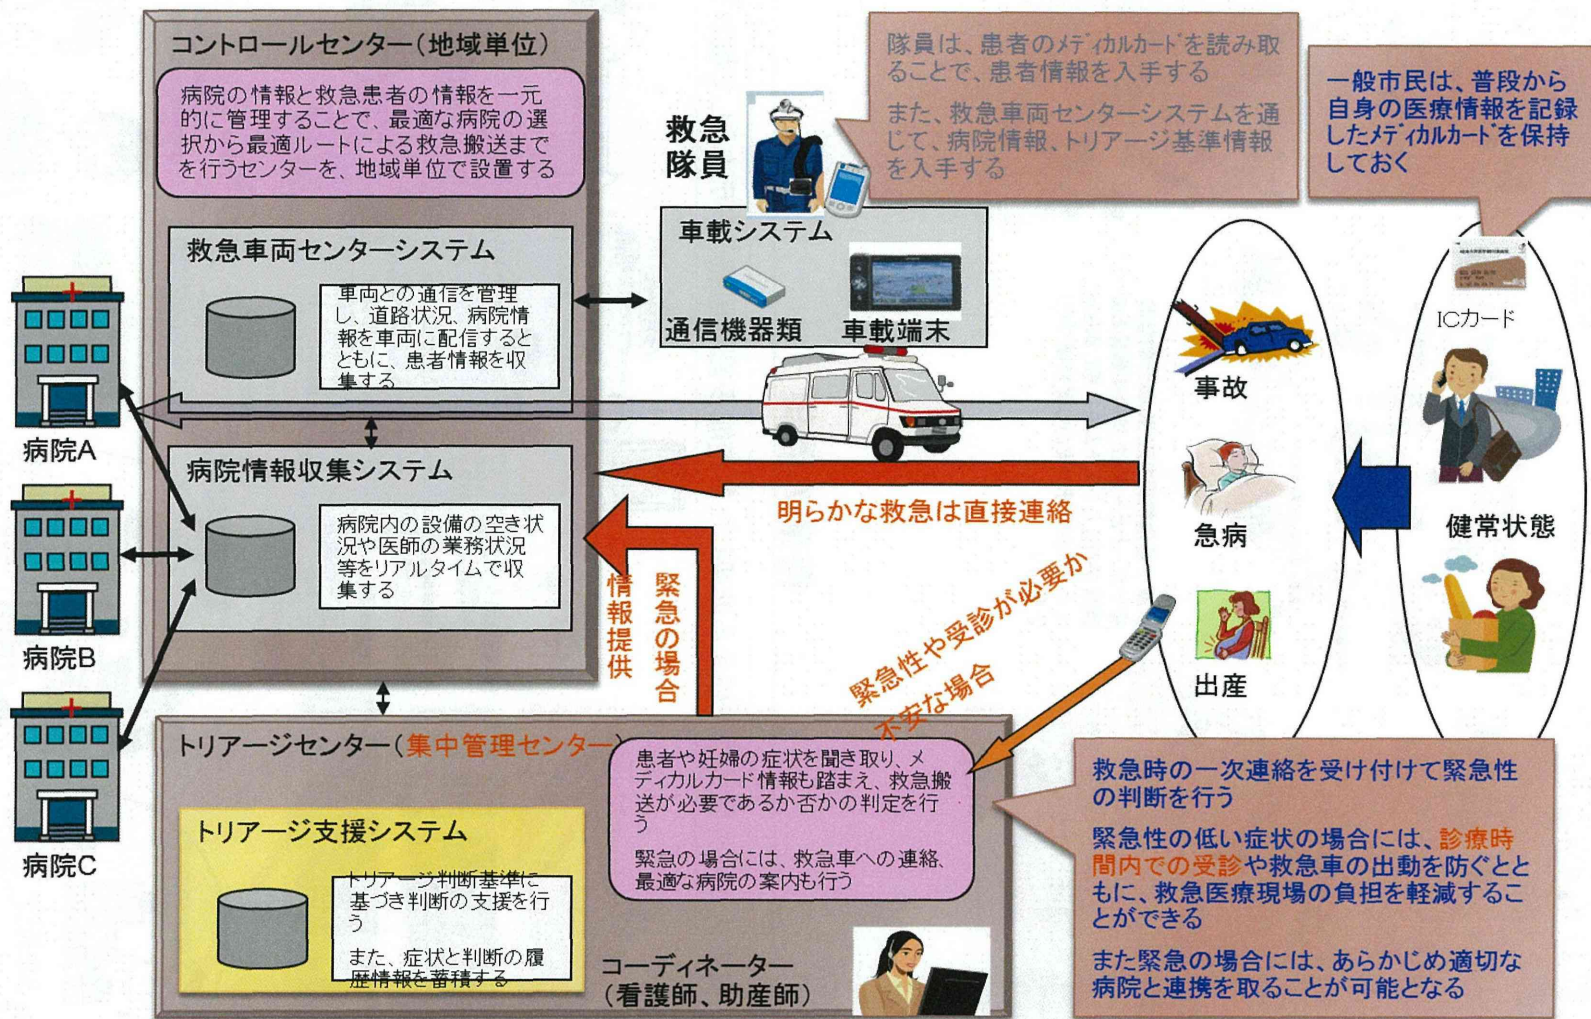 コントロールセンター(地域単位)
病院の情報と救急患者の情報を一元
的に管理することで、最適な病院の選
択から最適ルートによる救急搬送まで
を行うセンターを、地域単位で設置する
救急車両センターシステム
車両との通信を管理
し、道路状況、病院情
報を車両に配信すると
ともに、患者情報を収
集する
病院情報収集システム
病院内の設備の空き状
況や医師の業務状況
等をリアルタイムで収
集する
病院A
病院B
病院C
救急
隊員
隊員は、患者のメディカルカードを読み取
ることで、患者情報を入手する
また、救急車両センターシステムを通
じて、病院情報、トリアージ基準情報
を入手する
一般市民は、普段から
自身の医療情報を記録
したメディカルカードを保持
しておく
車載システム
通信機器類
車載端末
事故
急病
出産
ICカード
健常状態
明らかな救急は直接連絡
緊急の場合
情報提供
緊急性や受診が必要か
不安な場合
トリアージセンター(集中管理センター)
トリアージ支援システム
トリアージ判断基準に
基づき判断の支援を行
う
また、症状と判断の履
歴情報を蓄積する
患者や妊婦の症状を聞き取り、メ
ディカルカード情報も踏まえ、救急搬
送が必要であるか否かの判定を行
う
緊急の場合には、救急車への連絡、
最適な病院の案内も行う
コーディネーター
(看護師、助産師)
救急時の一次連絡を受け付けて緊急性
の判断を行う
緊急性の低い症状の場合には、診療時
間内での受診や救急車の出動を防ぐとと
もに、救急医療現場の負担を軽減するこ
とができる
また緊急の場合には、あらかじめ適切な
病院と連携を取ることが可能となる